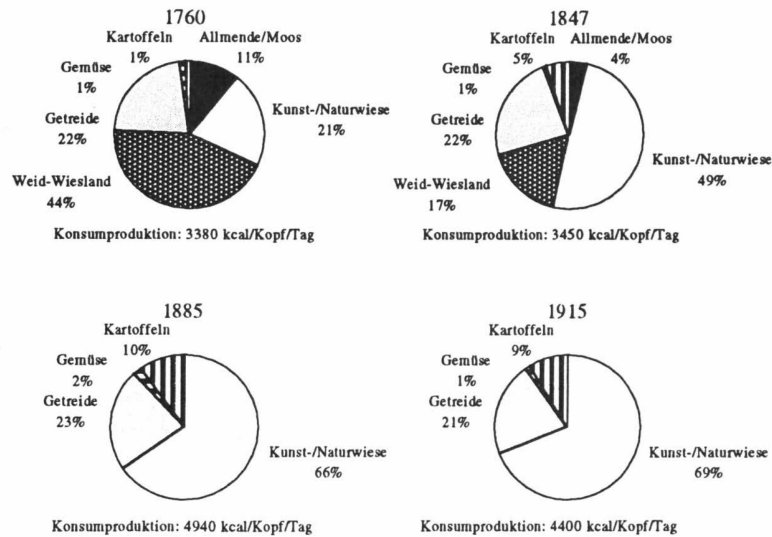 1760
Kartoffeln
1%
Allmende/Moos
11%
Gemüse
1%
Getreide
22%
Kunst-/Naturwiese
21%
Weid-Wiesland
44%
Konsumproduktion: 3380 kcal/Kopf/Tag
1847
Kartoffeln
5%
Allmende/Moos
4%
Gemüse
1%
Getreide
22%
Kunst-/Naturwiese
49%
Weid-Wiesland
17%
Konsumproduktion: 3450 kcal/Kopf/Tag
1885
Kartoffeln
10%
Gemüse
2%
Getreide
23%
Kunst-/Naturwiese
66%
Konsumproduktion: 4940 kcal/Kopf/Tag
1915
Kartoffeln
9%
Gemüse
1%
Getreide
21%
Kunst-/Naturwiese
69%
Konsumproduktion: 4400 kcal/Kopf/Tag